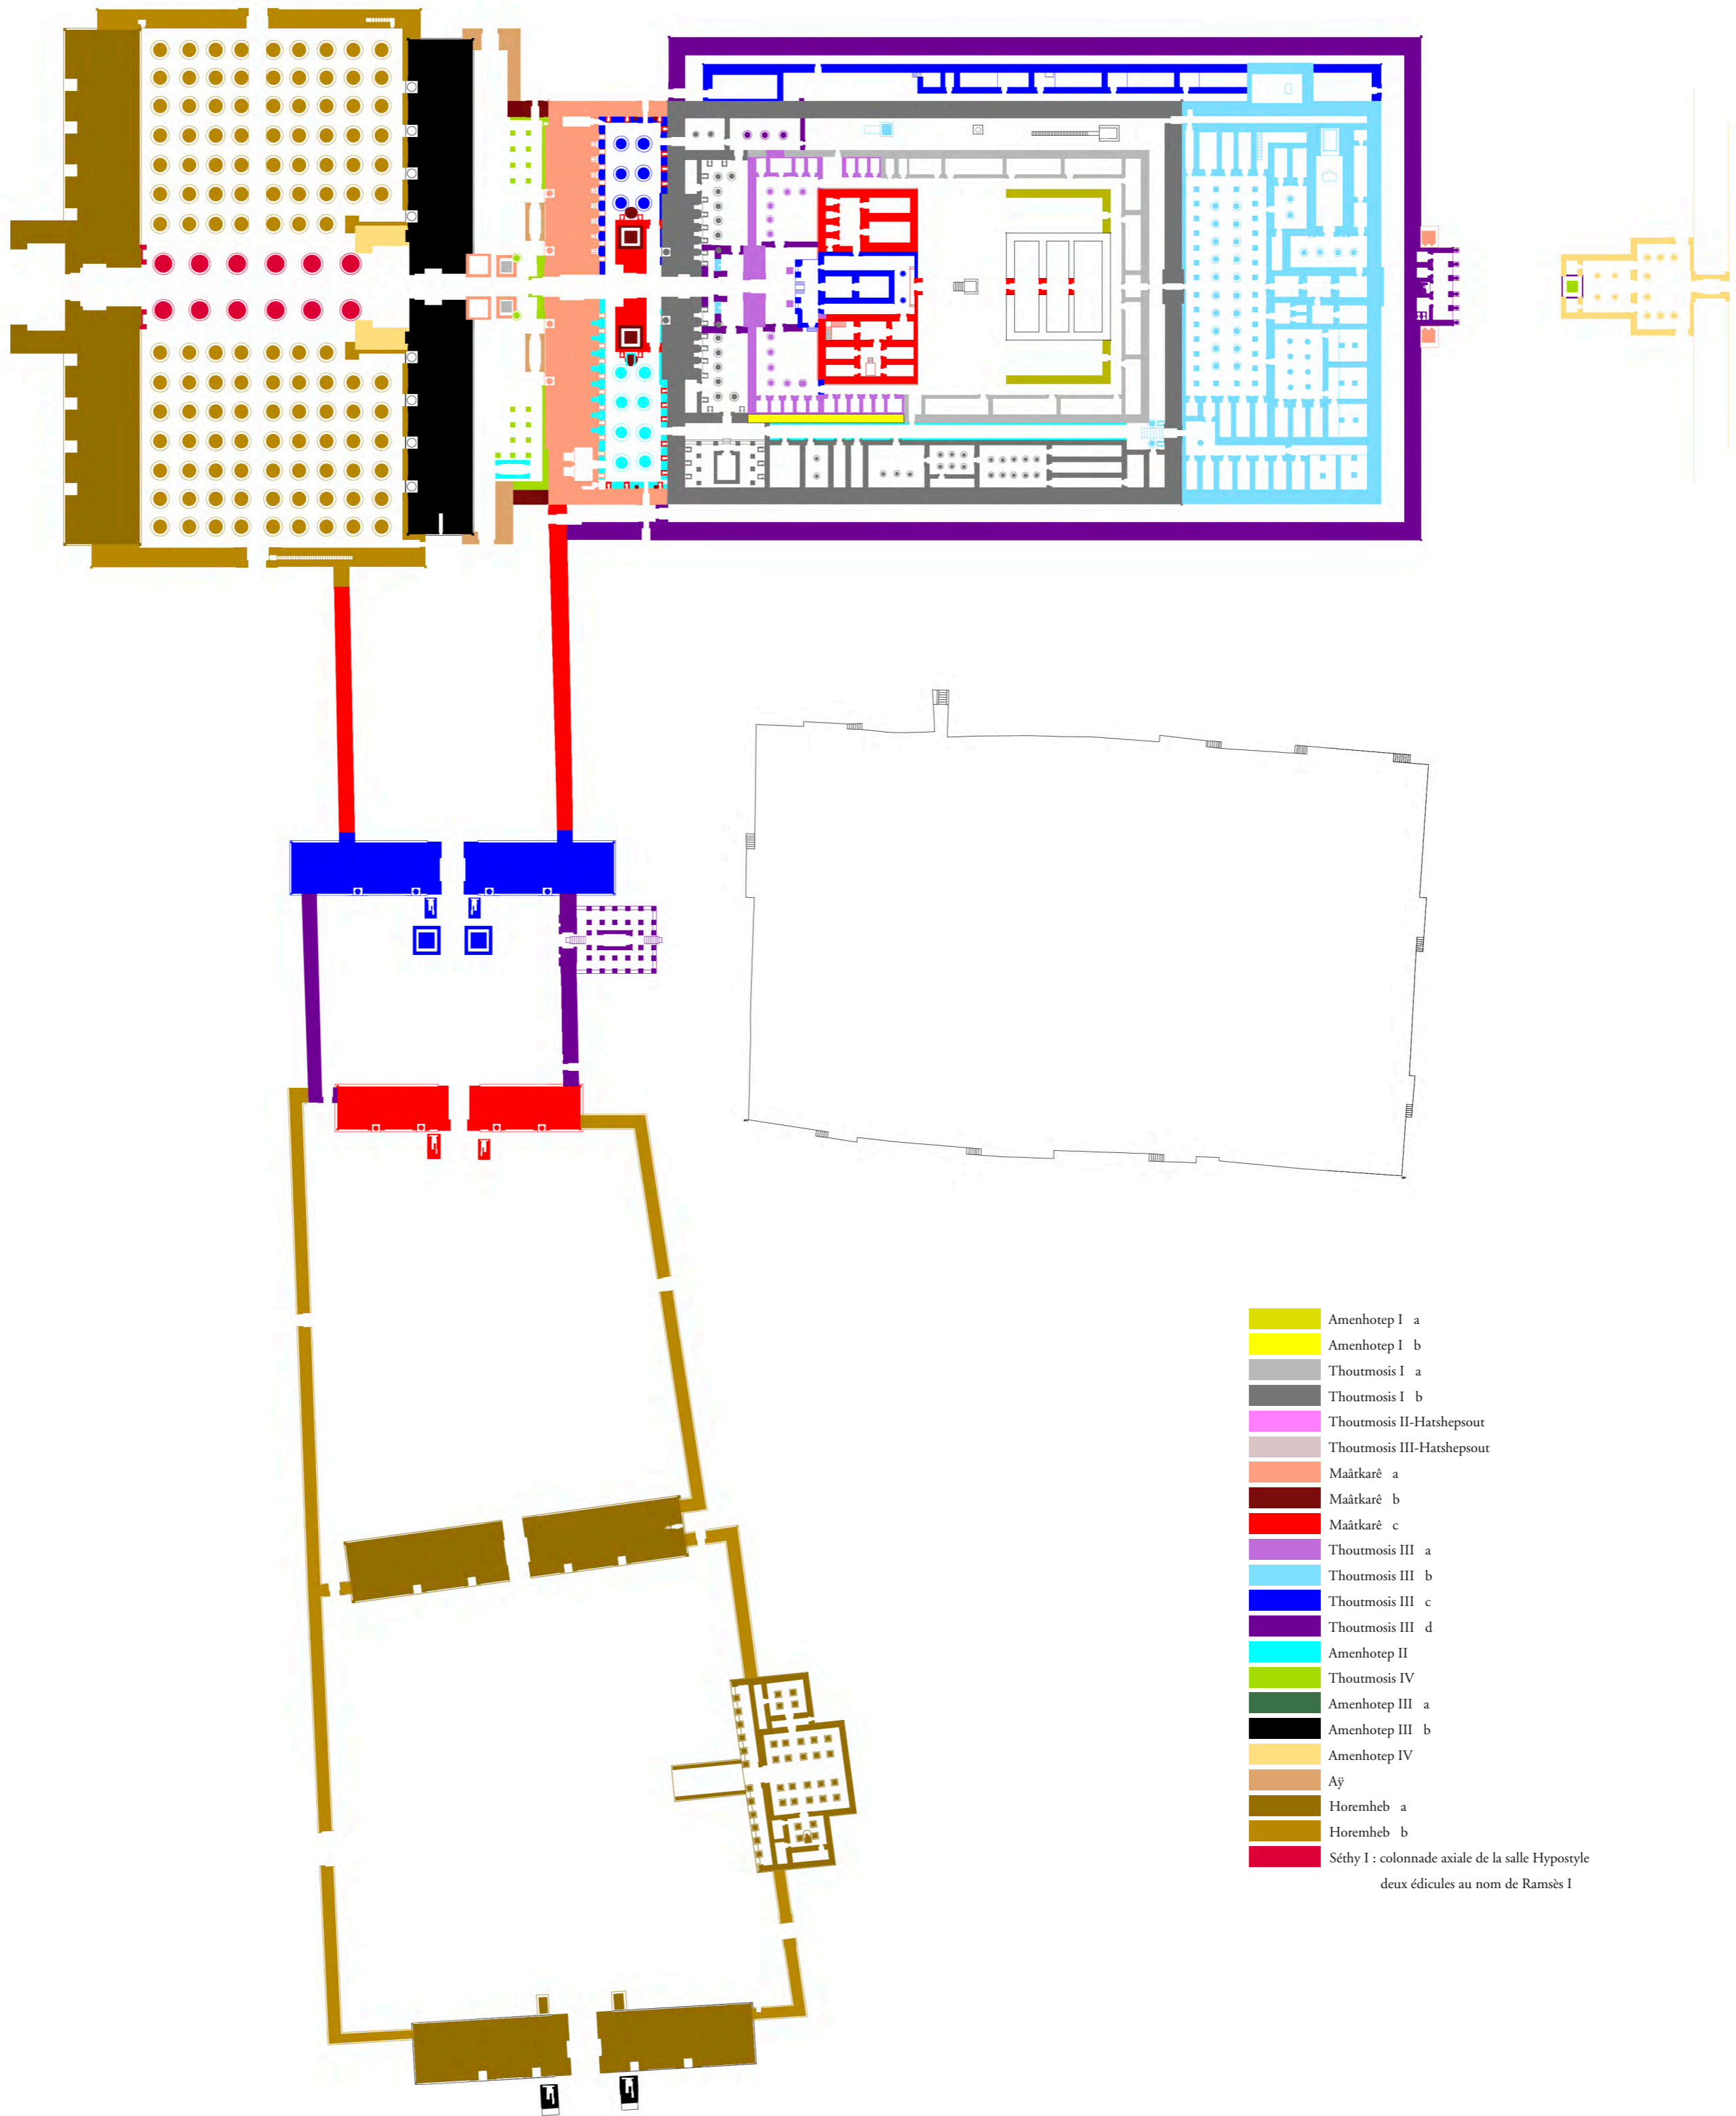 Amenhotep I a
Amenhotep I b
Thoutmosis I a
Thoutmosis I b
Thoutmosis II-Hatshepsout
Thoutmosis III-Hatshepsout
Maâtkarê a
Maâtkarê b
Maâtkarê c
Thoutmosis III a
Thoutmosis III b
Thoutmosis III c
Thoutmosis III d
Amenhotep II
Thoutmosis IV
Amenhotep III a
Amenhotep III b
Amenhotep IV
Aÿ
Horemheb a
Horemheb b
Séthy I : colonnade axiale de la salle Hypostyle
deux édicules au nom de Ramsès I